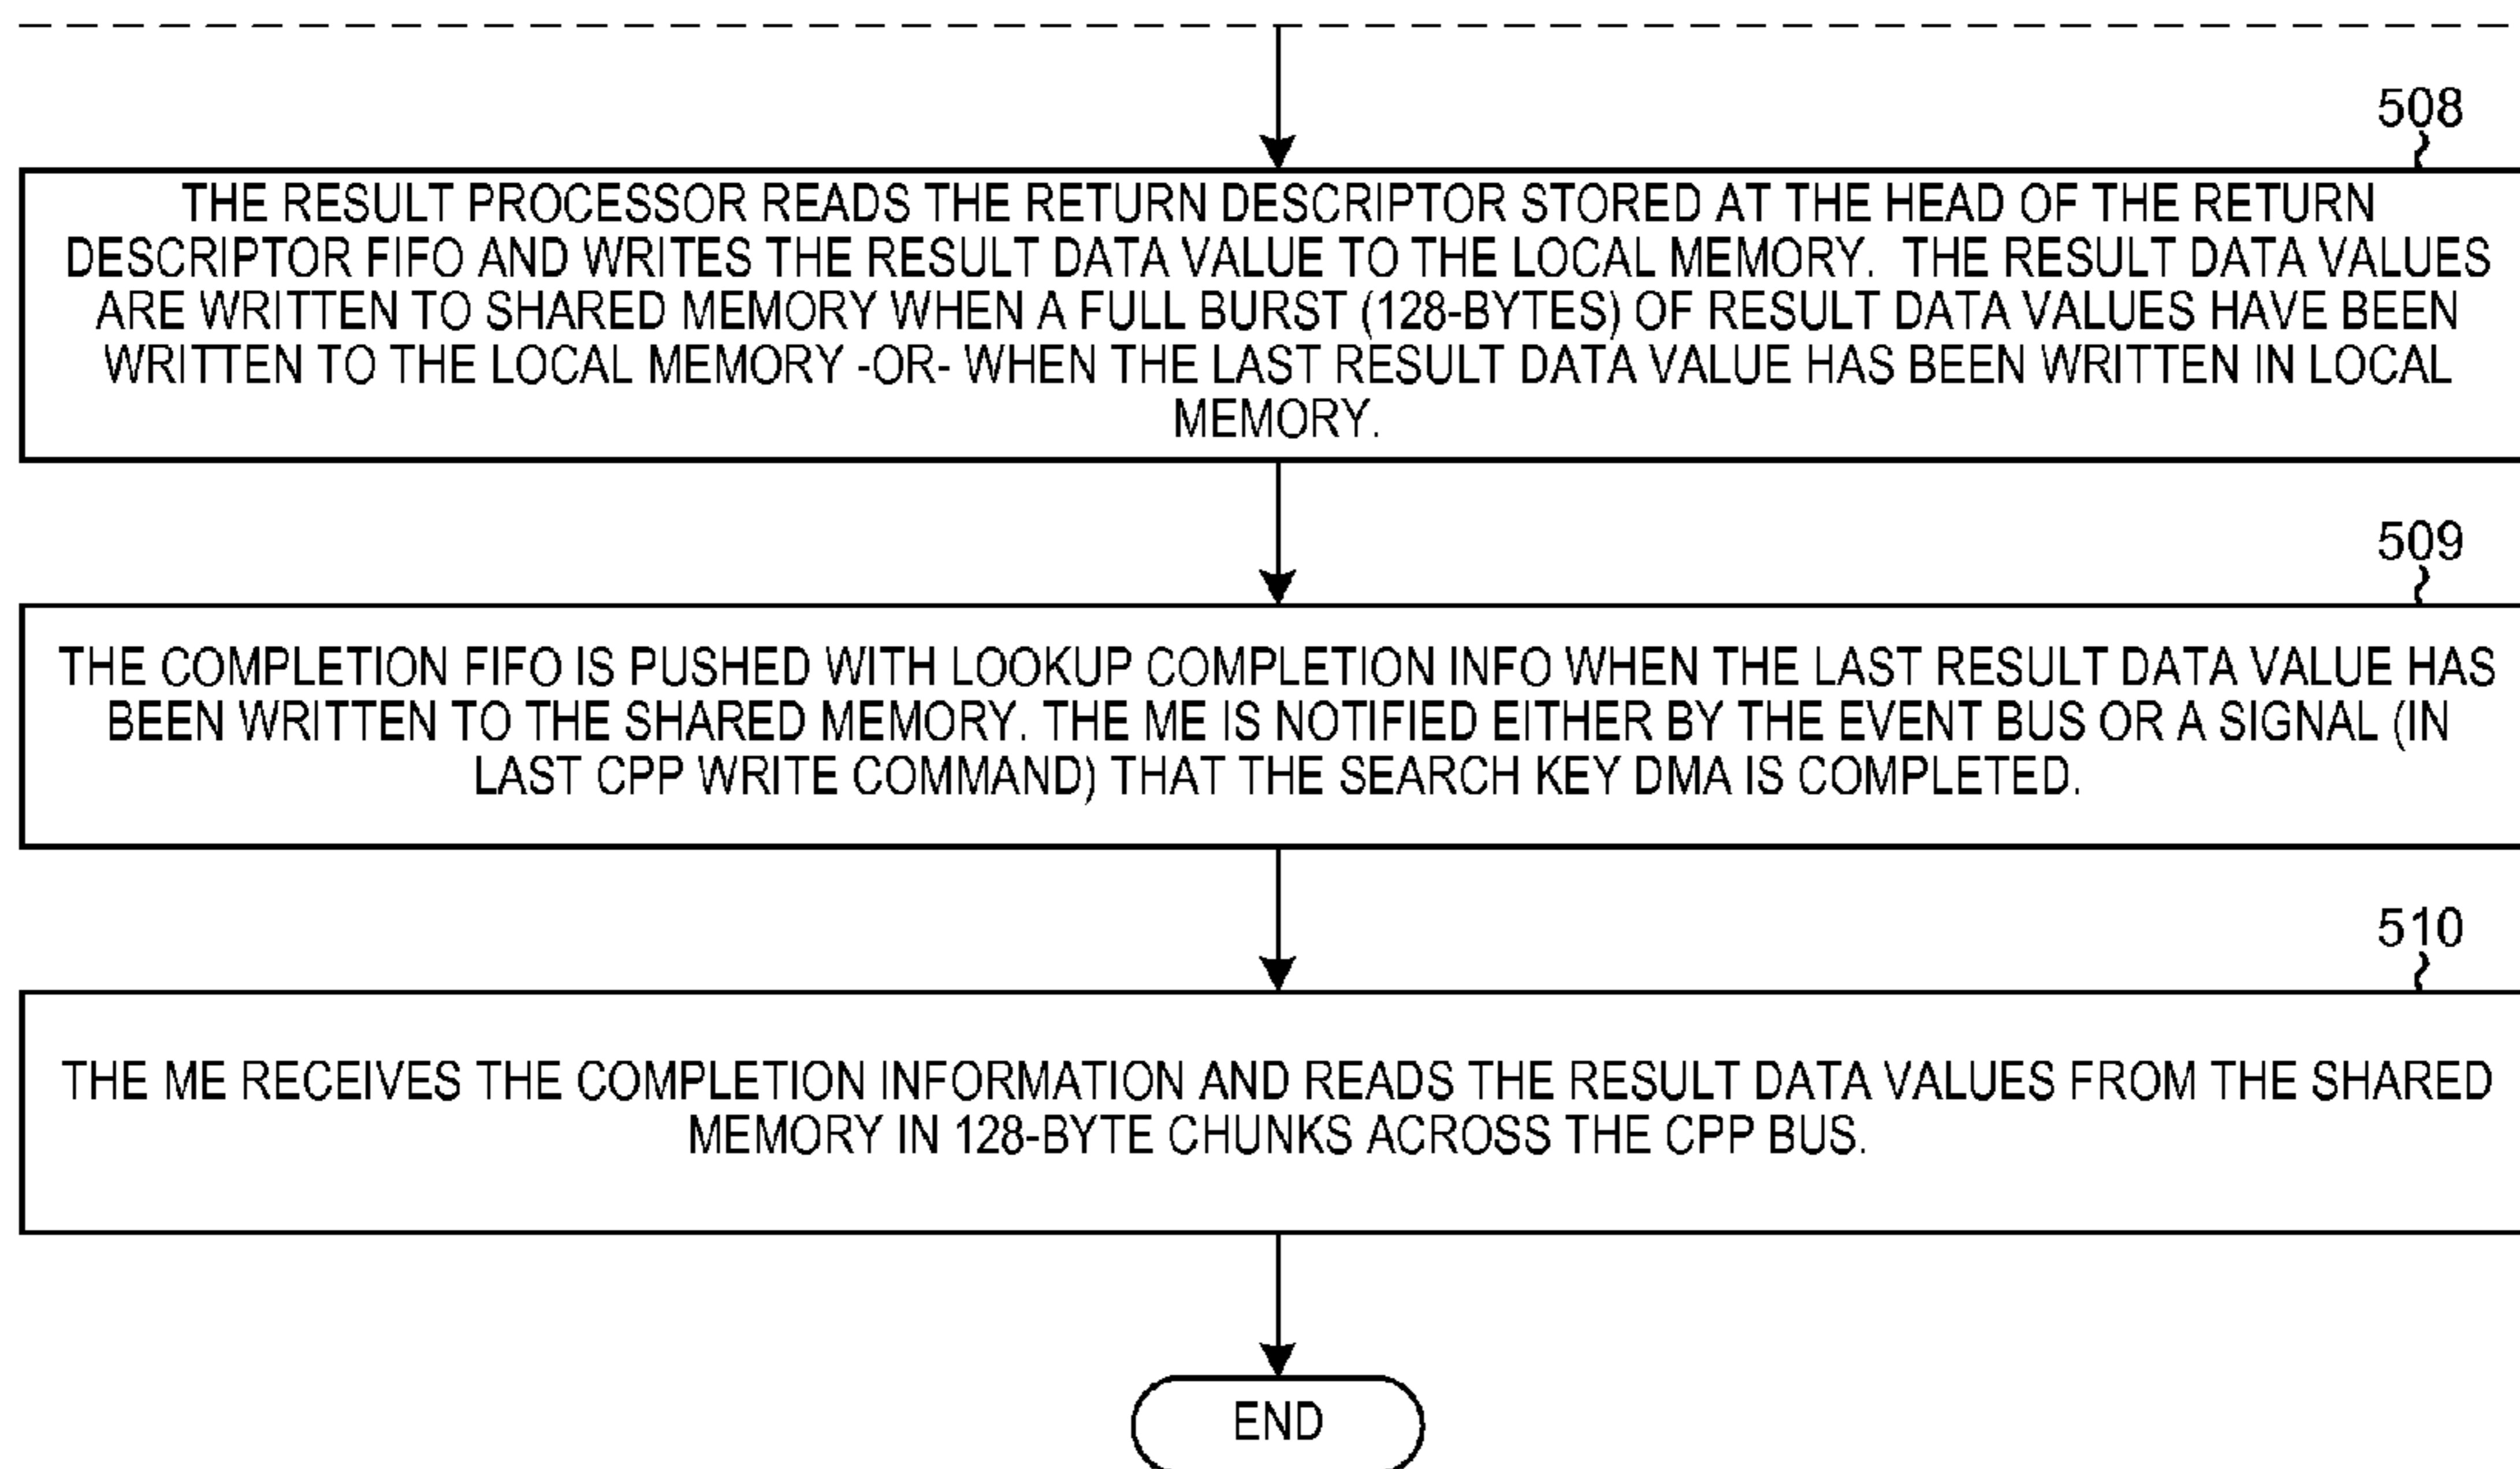 508
THE RESULT PROCESSOR READS THE RETURN DESCRIPTOR STORED AT THE HEAD OF THE RETURN
DESCRIPTOR FIFO AND WRITES THE RESULT DATA VALUE TO THE LOCAL MEMORY.  THE RESULT DATA VALUES
ARE WRITTEN TO SHARED MEMORY WHEN A FULL BURST (128-BYTES) OF RESULT DATA VALUES HAVE BEEN
WRITTEN TO THE LOCAL MEMORY -OR- WHEN THE LAST RESULT DATA VALUE HAS BEEN WRITTEN IN LOCAL
MEMORY.
509
THE COMPLETION FIFO IS PUSHED WITH LOOKUP COMPLETION INFO WHEN THE LAST RESULT DATA VALUE HAS
BEEN WRITTEN TO THE SHARED MEMORY. THE ME IS NOTIFIED EITHER BY THE EVENT BUS OR A SIGNAL (IN
LAST CPP WRITE COMMAND) THAT THE SEARCH KEY DMA IS COMPLETED.
510
THE ME RECEIVES THE COMPLETION INFORMATION AND READS THE RESULT DATA VALUES FROM THE SHARED
MEMORY IN 128-BYTE CHUNKS ACROSS THE CPP BUS.
END